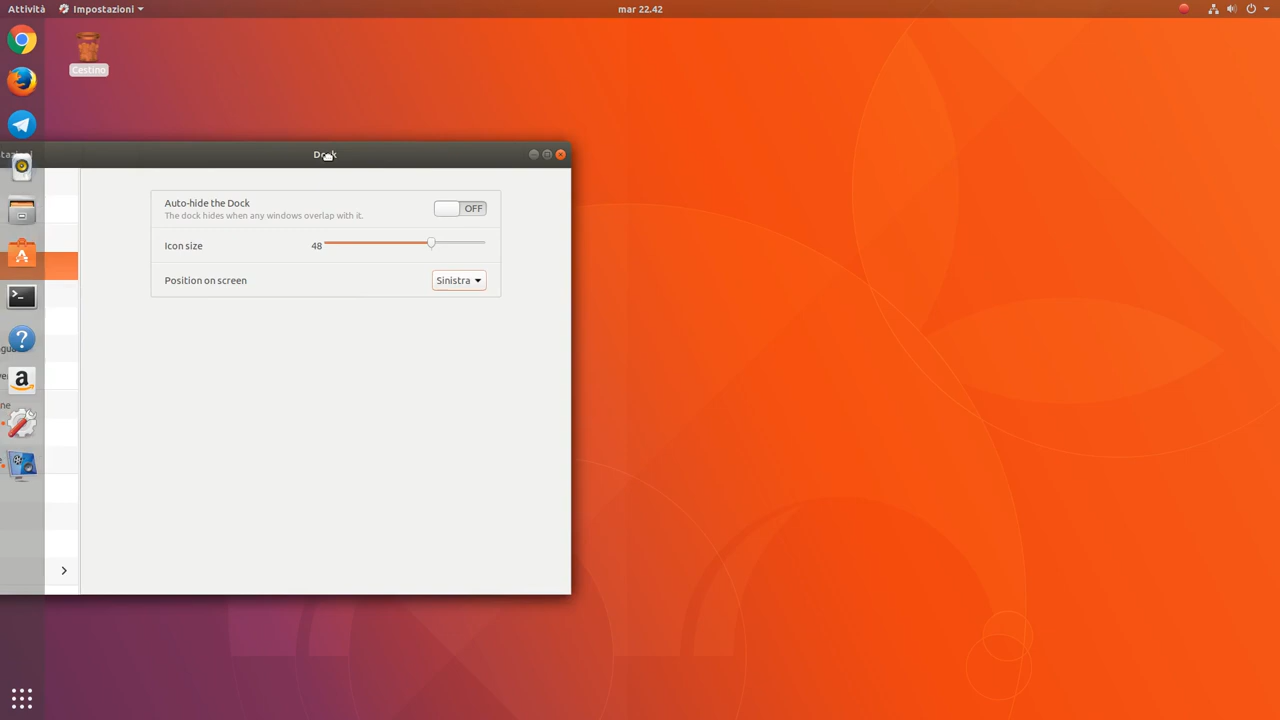 Attività
Impostazioni
mar 22.42
Cestino
Dock
Auto-hide the Dock
The dock hides when any windows overlap with it.
OFF
Icon size
48
Position on screen
Sinistra